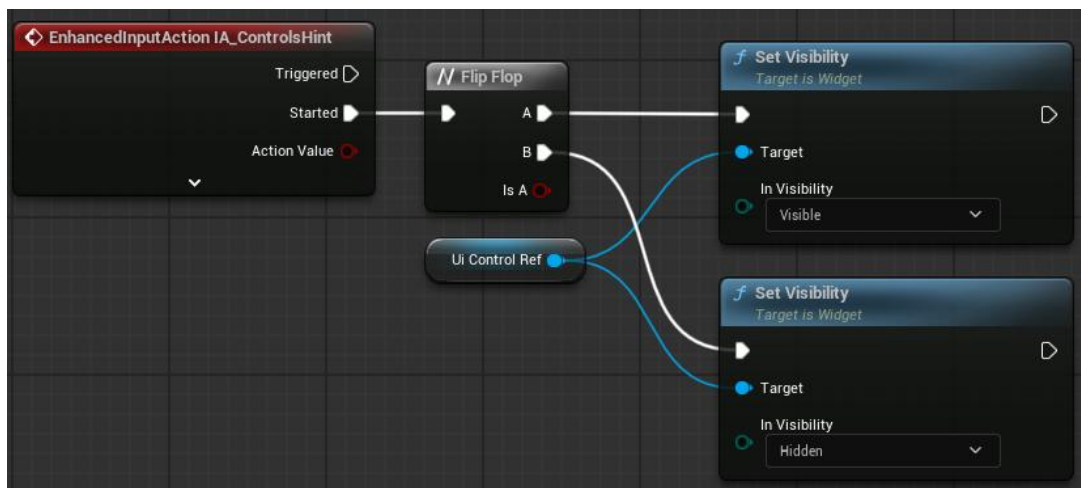 EnhancedInputAction IA_ControlsHint
Triggered
Started
Action Value
Flip Flop
A
B
Is A
Ui Control Ref
f Set Visibility
Target is Widget
Target
In Visibility
Visible
f Set Visibility
Target is Widget
Target
In Visibility
Hidden